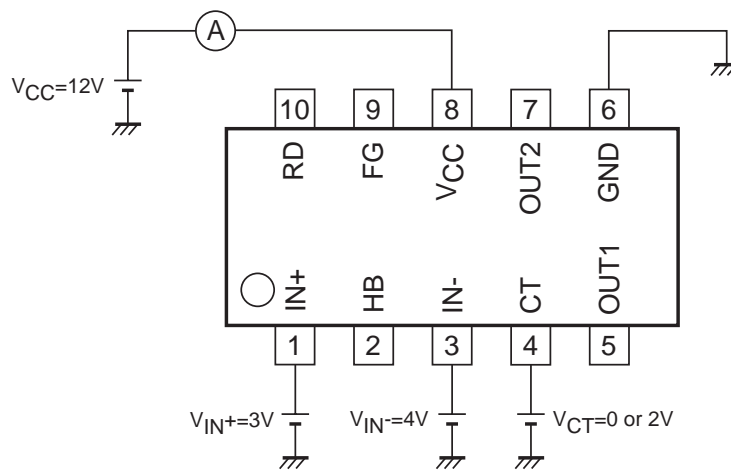 A
VCC=12V
10 9 8 7 6
RD FG VCC OUT2 GND
IN+ HB IN- CT OUT1
1 2 3 4 5
VIN+=3V VIN-=4V VCT=0 or 2V